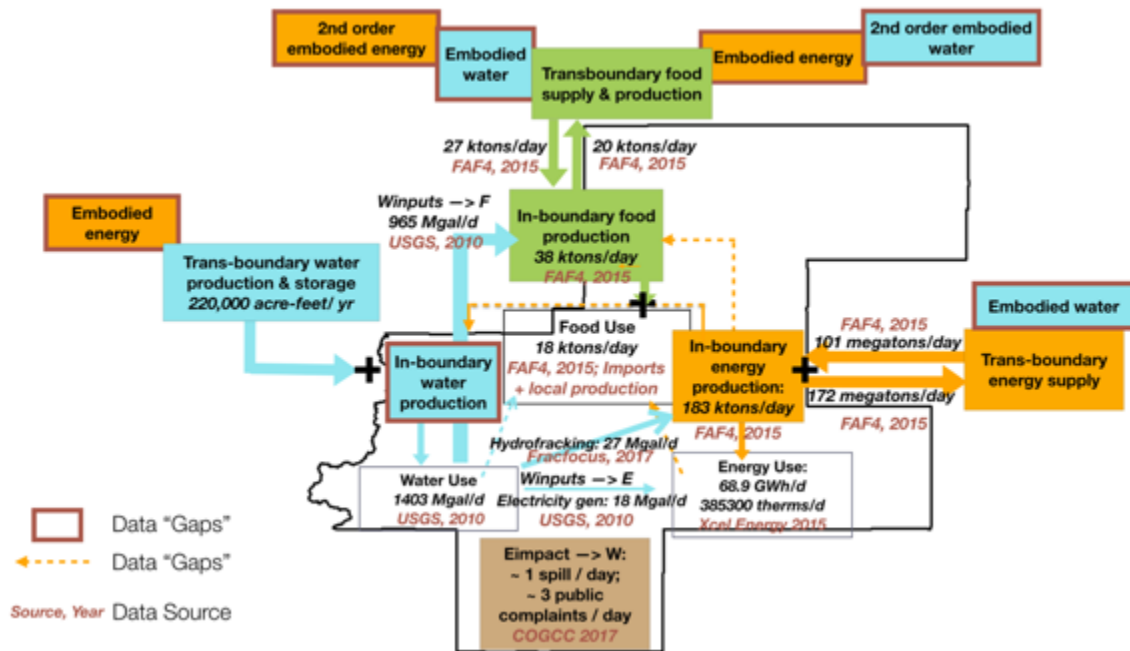 2nd order
embodied energy
Embodied
water
Transboundary food
supply & production
Embodied energy
2nd order embodied
water
27 ktons/day
FAF4, 2015
20 ktons/day
FAF4, 2015
Winputs —> F
965 Mgal/d
USGS, 2010
In-boundary food
production
38 ktons/day
FAF4, 2015
Embodied
energy
Trans-boundary water
production & storage
220,000 acre-feet/ yr
Embodied water
FAF4, 2015
101 megatons/day
Trans-boundary
energy supply
172 megatons/day
FAF4, 2015
In-boundary
water
production
Food Use
18 ktons/day
FAF4, 2015; Imports
+ local production
In-boundary
energy
production:
183 ktons/day
FAF4, 2015
Hydrofracking: 27 Mgal/d
Fracfocus, 2017
Water Use
1403 Mgal/d
USGS, 2010
Winputs —> E
Electricity gen: 18 Mgal/d
USGS, 2010
Energy Use:
68.9 GWh/d
385300 therms/d
Xcel Energy 2015
Eimpact —> W:
~ 1 spill / day;
~ 3 public
complaints / day
COGCC 2017
Data "Gaps"
Data "Gaps"
Source, Year Data Source